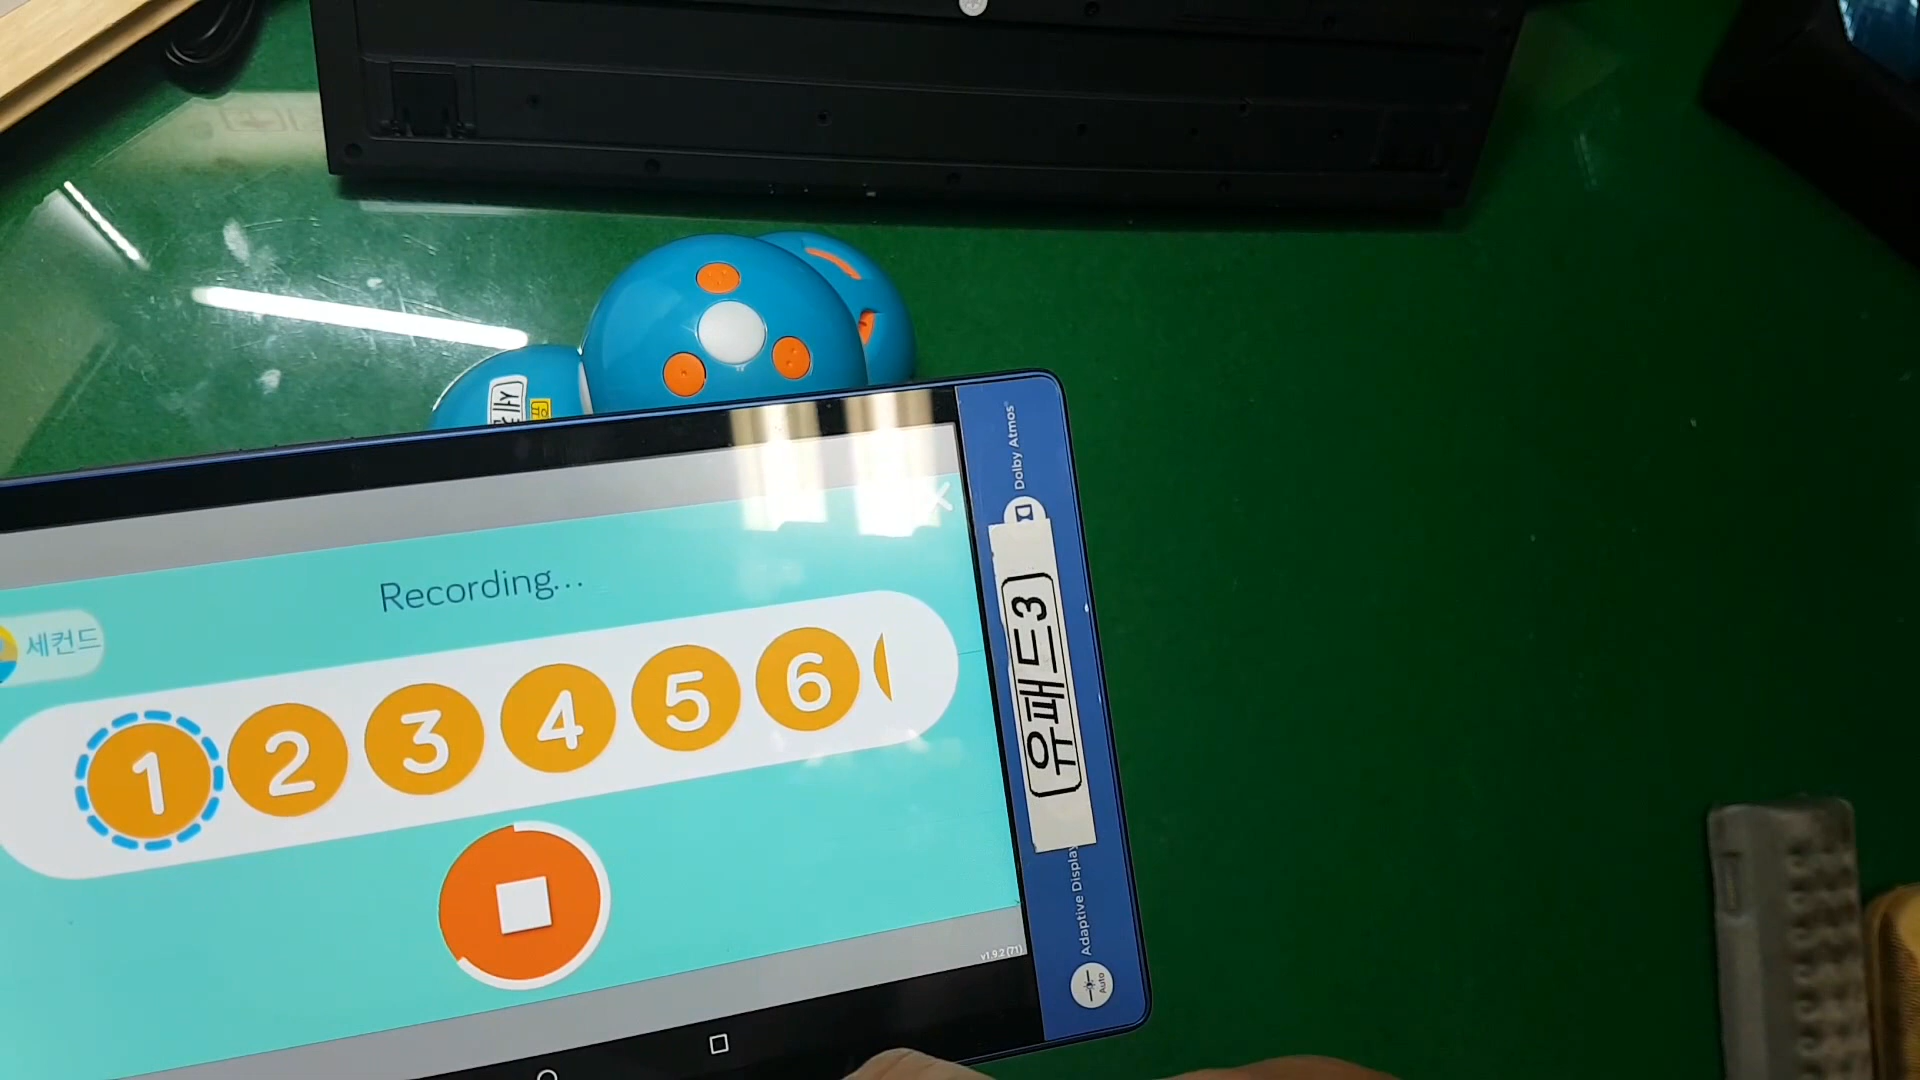 Recording...
세컨드
1 2 3 4 5 6
v1.9.2 (71)
Dolby Atmos®
유패드3
Adaptive Display
Auto